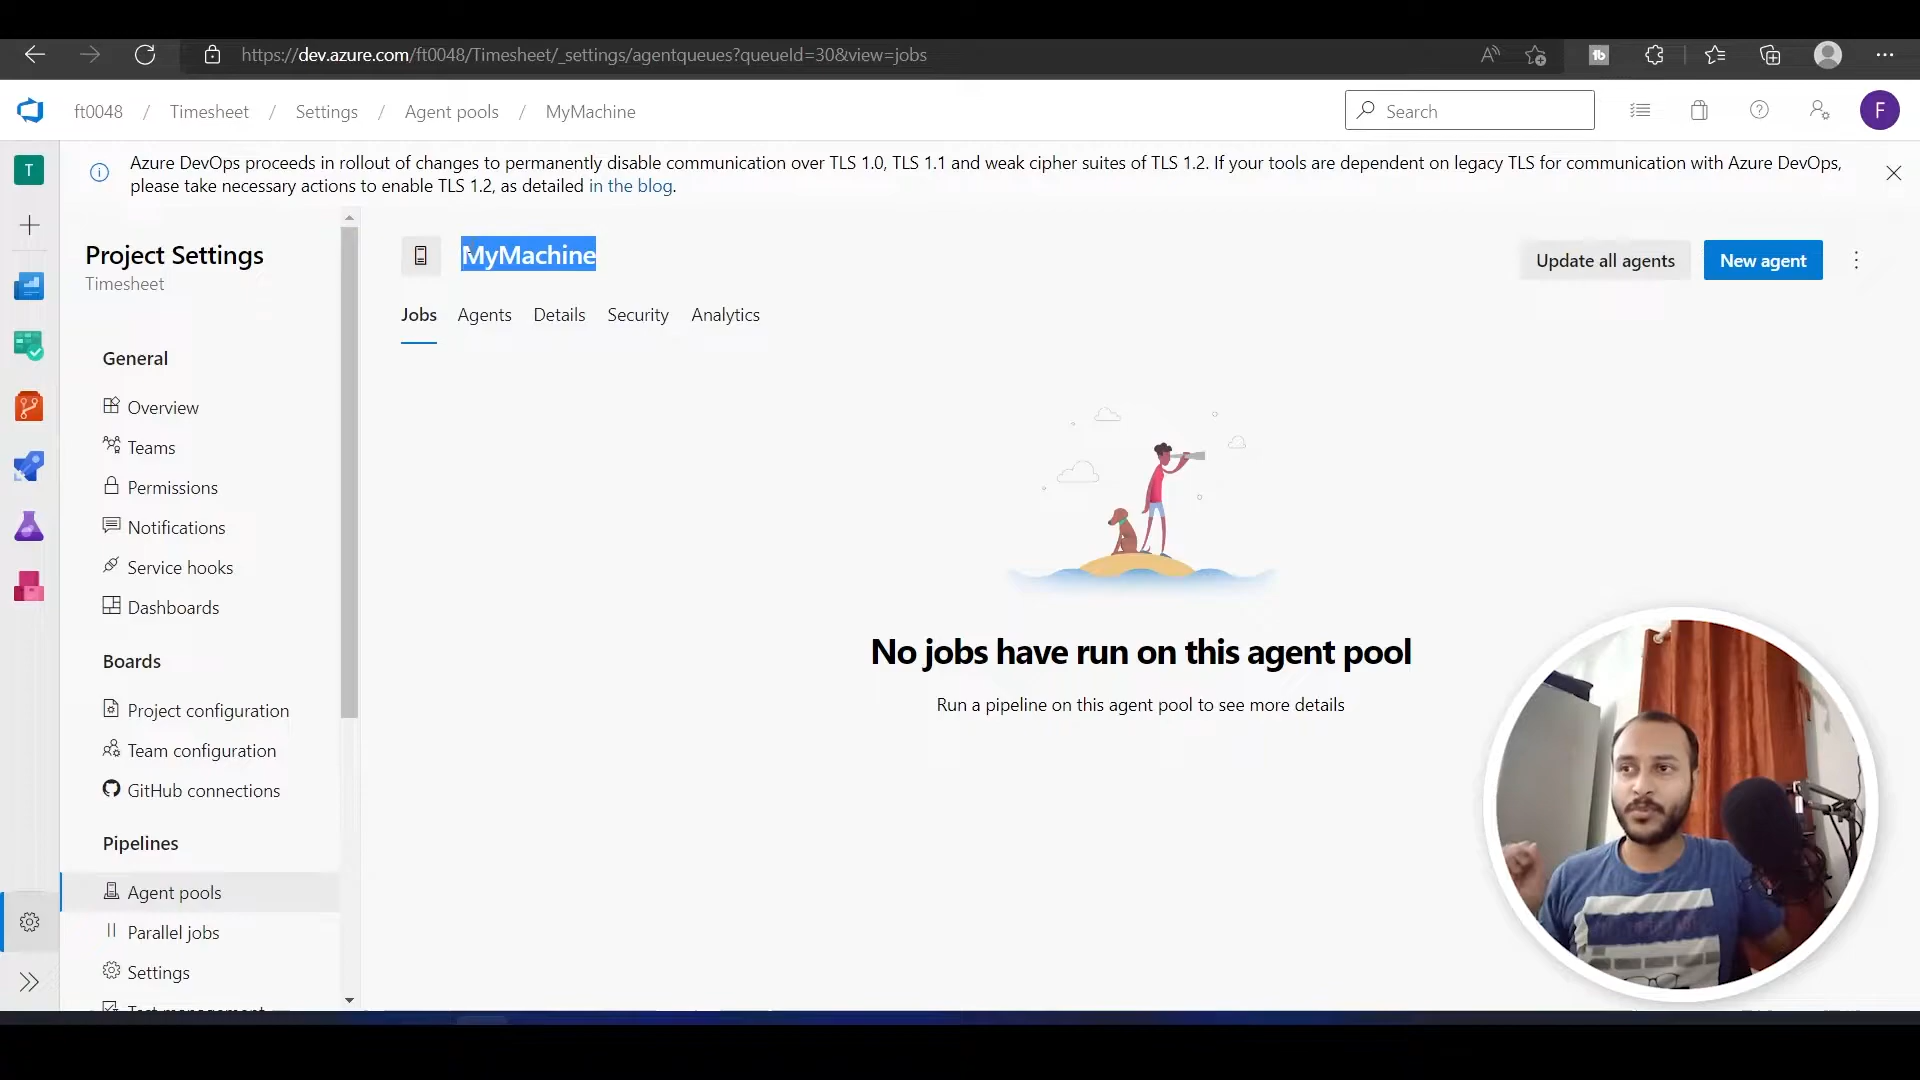 https://dev.azure.com/ft0048/Timesheet/_settings/agentqueues?queueId=30&view=jobs
ft0048 / Timesheet / Settings / Agent pools / MyMachine
Search
F
T
Azure DevOps proceeds in rollout of changes to permanently disable communication over TLS 1.0, TLS 1.1 and weak cipher suites of TLS 1.2. If your tools are dependent on legacy TLS for communication with Azure DevOps,
please take necessary actions to enable TLS 1.2, as detailed in the blog.
Project Settings
Timesheet
General
Overview
Teams
Permissions
Notifications
Service hooks
Dashboards
Boards
Project configuration
Team configuration
GitHub connections
Pipelines
Agent pools
Parallel jobs
Settings
MyMachine
Update all agents
New agent
Jobs Agents Details Security Analytics
No jobs have run on this agent pool
Run a pipeline on this agent pool to see more details